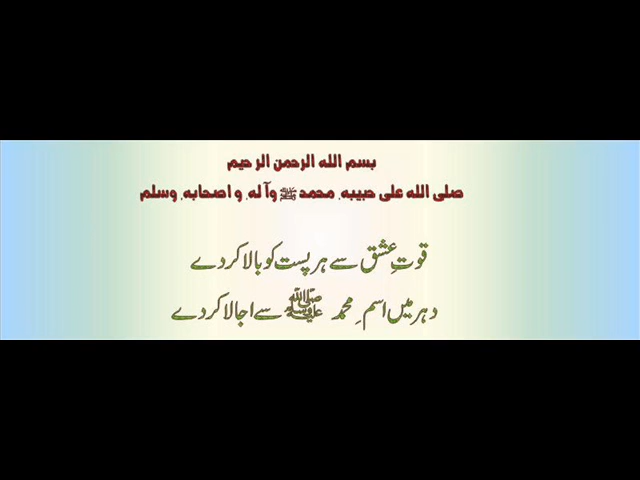 بسم الله الرحمن الرحيم
صلى الله على حبيبه محمد ﷺ وآله و اصحابه وسلم
قوتِ عشق سے ہر پست کو بالا کر دے
دہر میں اسمِ محمد ﷺ سے اجالا کر دے